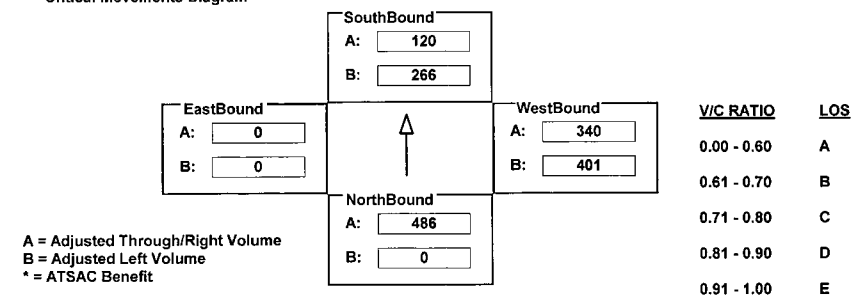 Critical Movements Diagram
SouthBound
A: 120
B: 266
EastBound
A: 0
B: 0
WestBound
A: 340
B: 401
NorthBound
A: 486
B: 0
A = Adjusted Through/Right Volume
B = Adjusted Left Volume
* = ATSAC Benefit
V/C RATIO LOS
0.00 - 0.60 A
0.61 - 0.70 B
0.71 - 0.80 C
0.81 - 0.90 D
0.91 - 1.00 E